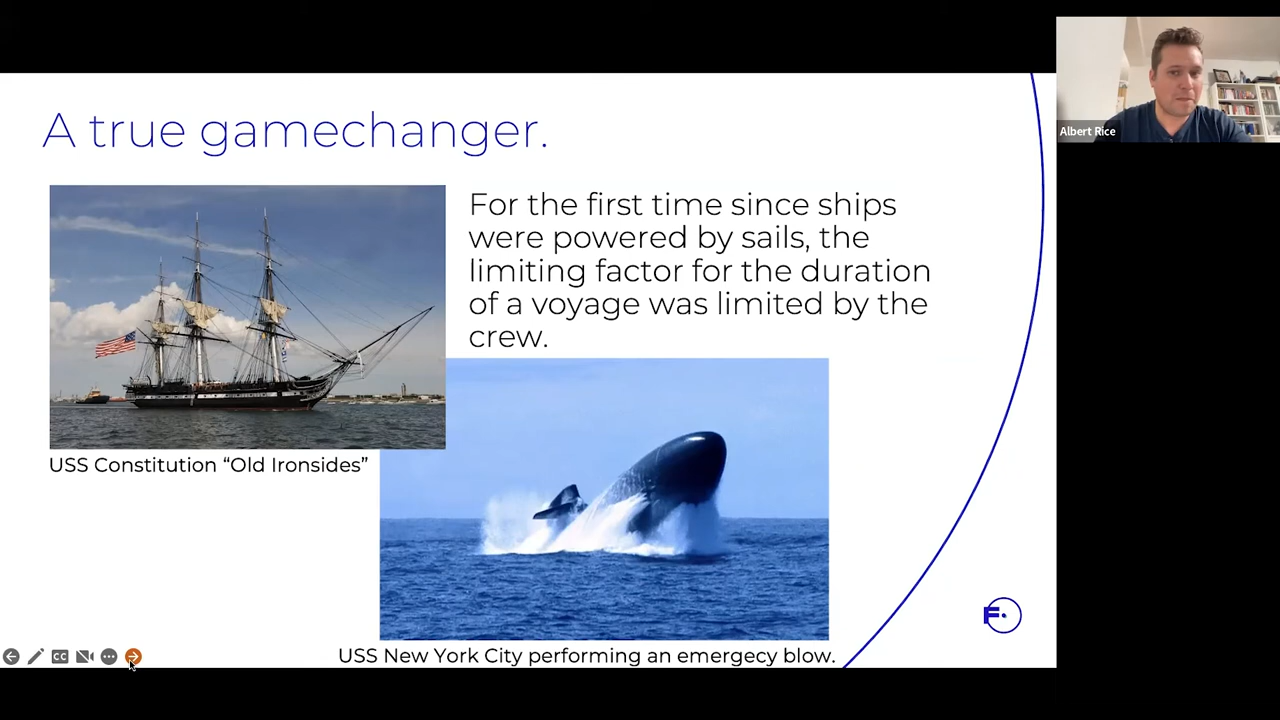 A true gamechanger.
For the first time since ships
were powered by sails, the
limiting factor for the duration
of a voyage was limited by the
crew.
USS Constitution “Old Ironsides”
USS New York City performing an emergecy blow.
F
CC
Albert Rice